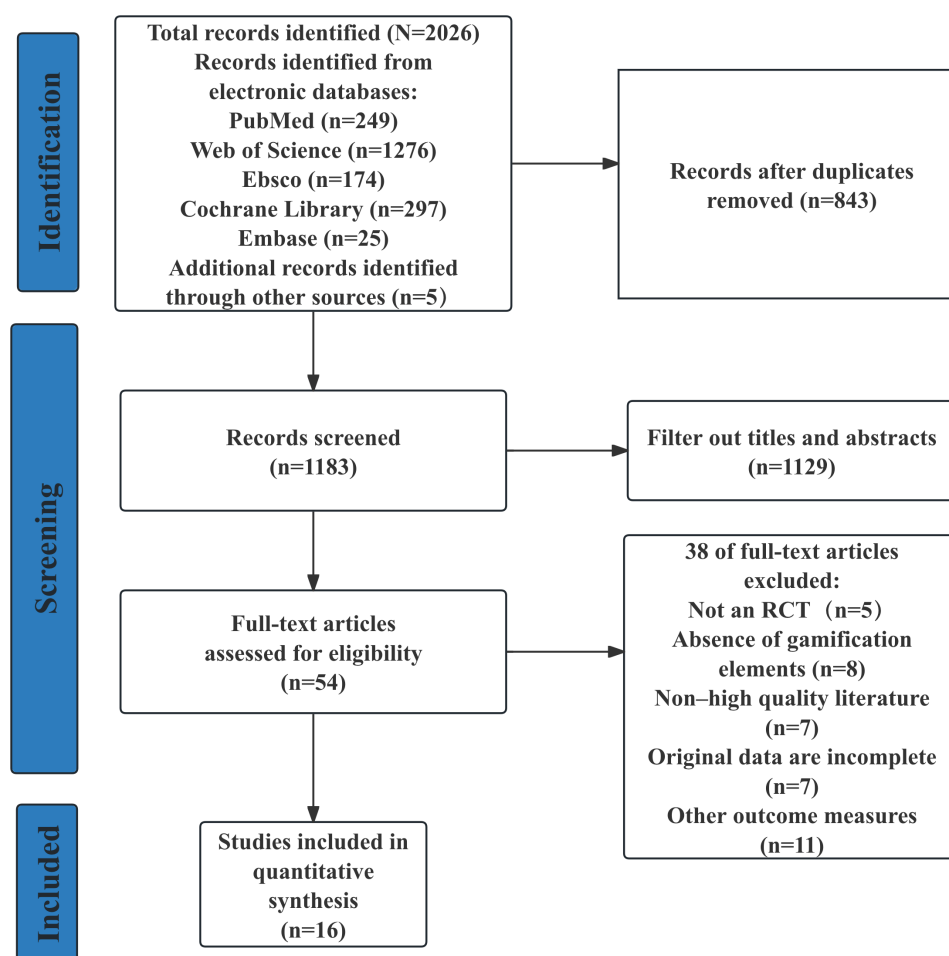 Identification
Total records identified (N=2026)
Records identified from
electronic databases:
PubMed (n=249)
Web of Science (n=1276)
Ebsco (n=174)
Cochrane Library (n=297)
Embase (n=25)
Additional records identified
through other sources (n=5）
Records after duplicates
removed (n=843)
Screening
Records screened
(n=1183)
Filter out titles and abstracts
(n=1129)
Full-text articles
assessed for eligibility
(n=54)
38 of full-text articles
excluded:
Not an RCT（n=5）
Absence of gamification
elements (n=8)
Non–high quality literature
(n=7)
Original data are incomplete
(n=7)
Other outcome measures
(n=11)
Included
Studies included in
quantitative
synthesis
(n=16)